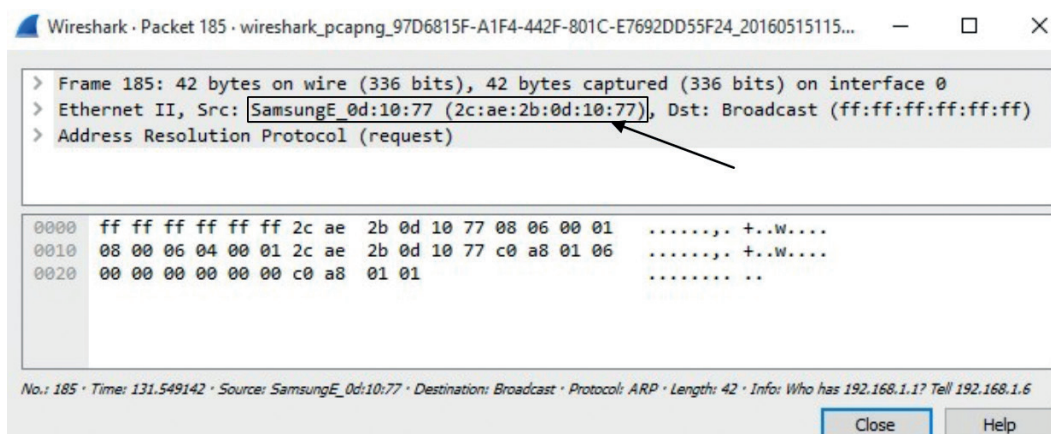 Wireshark · Packet 185 · wireshark_pcapng_97D6815F-A1F4-442F-801C-E7692DD55F24_20160515115...
> Frame 185: 42 bytes on wire (336 bits), 42 bytes captured (336 bits) on interface 0
> Ethernet II, Src: SamsungE_0d:10:77 (2c:ae:2b:0d:10:77), Dst: Broadcast (ff:ff:ff:ff:ff:ff)
> Address Resolution Protocol (request)
0000 ff ff ff ff ff ff 2c ae 2b 0d 10 77 08 06 00 01 ......,. +..w....
0010 08 00 06 04 00 01 2c ae 2b 0d 10 77 c0 a8 01 06 ......,. +..w....
0020 00 00 00 00 00 00 c0 a8 01 01 ........ ..
No.: 185 · Time: 131.549142 · Source: SamsungE_0d:10:77 · Destination: Broadcast · Protocol: ARP · Length: 42 · Info: Who has 192.168.1.1? Tell 192.168.1.6
Close Help